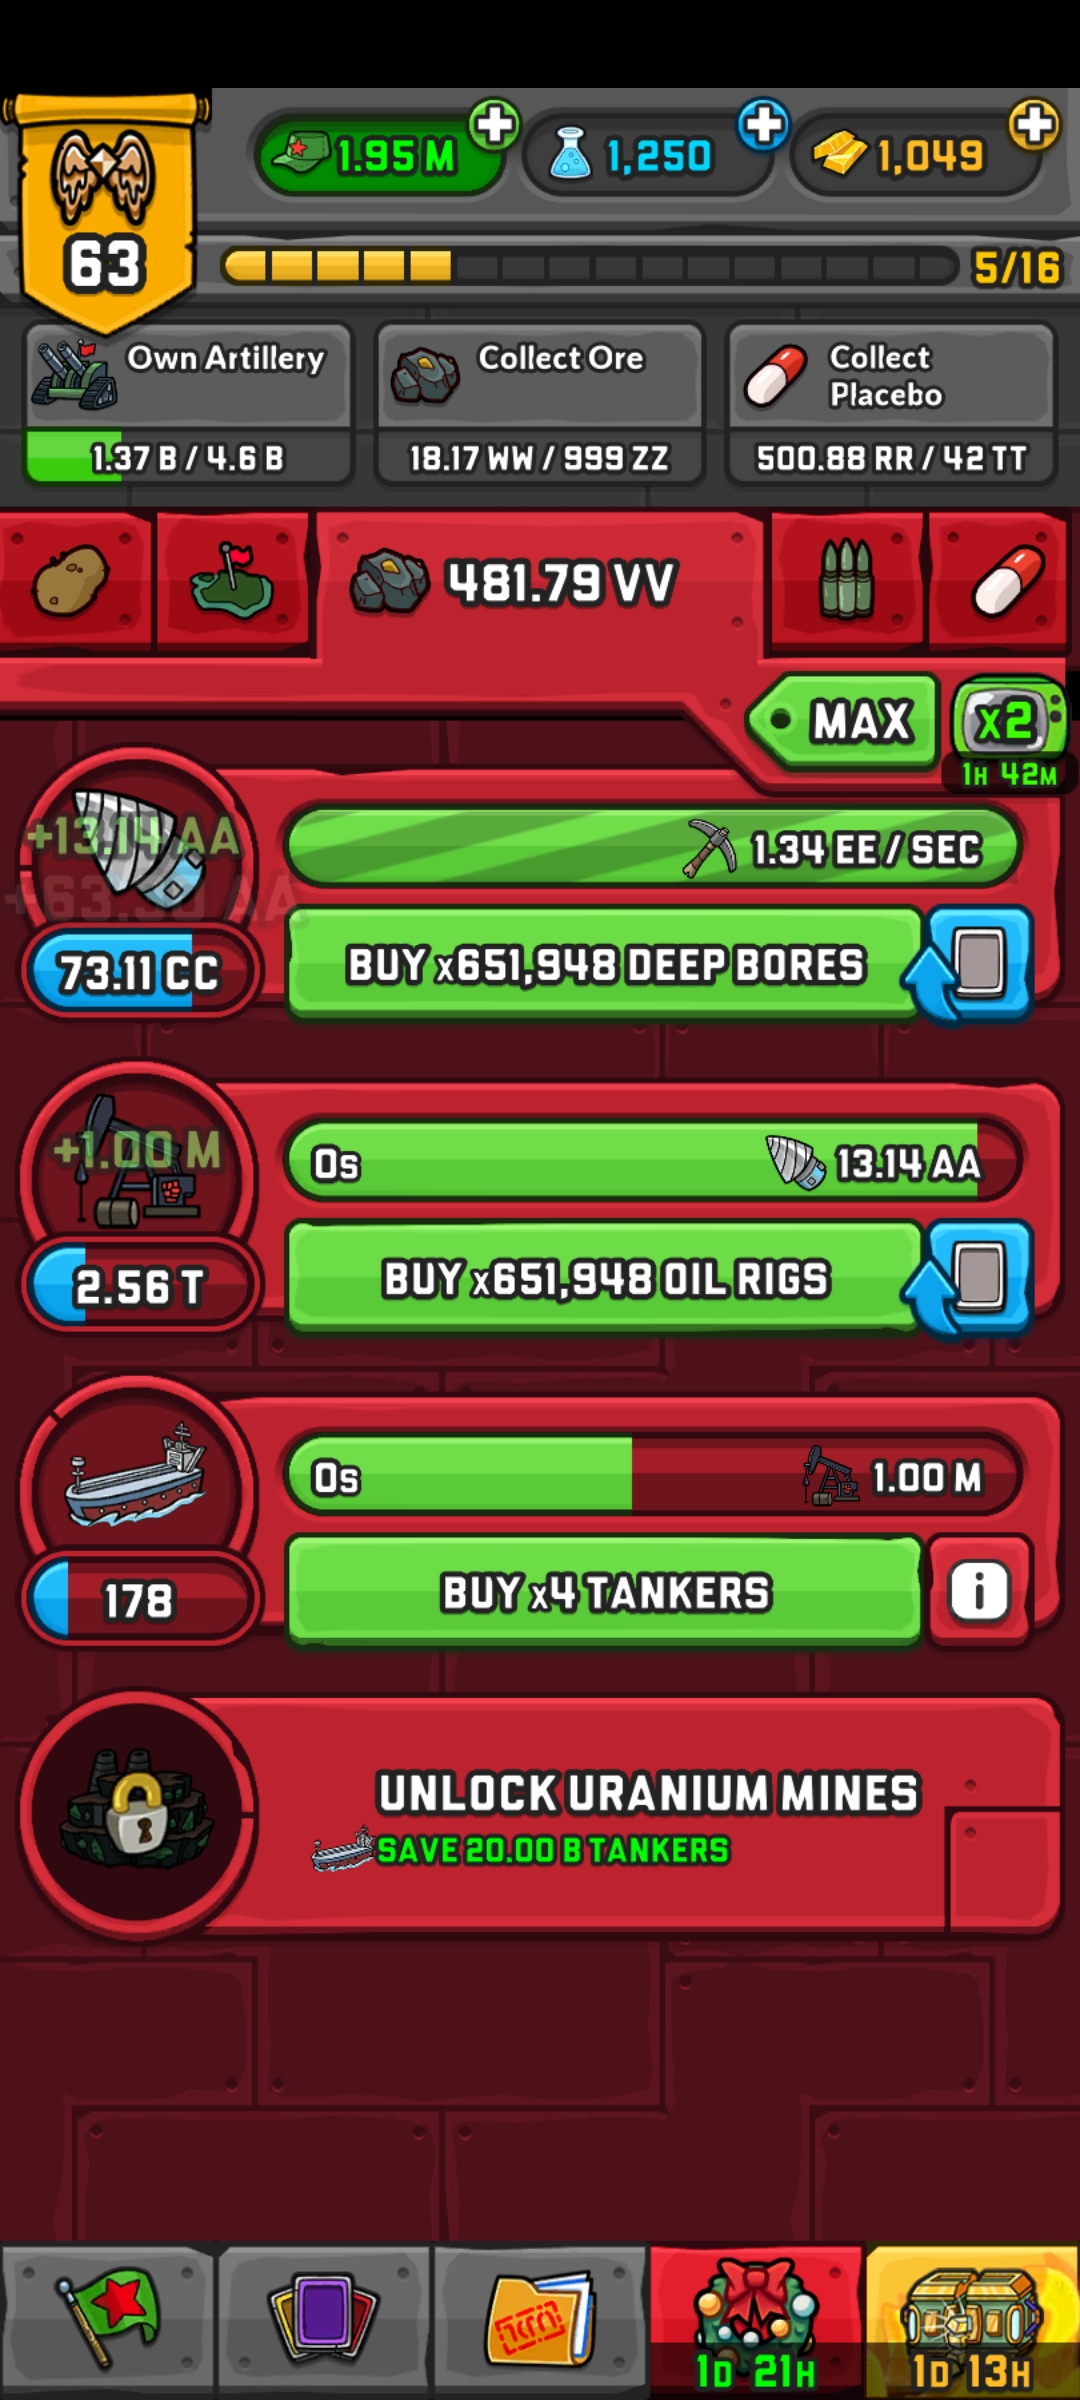 63
1.95 M
1,250
1,049
5/16
Own Artillery
1.37 B / 4.6 B
Collect Ore
18.17 WW / 999 ZZ
Collect
Placebo
500.88 RR / 42 TT
481.79 VV
MAX
x2
1H 42M
+13.14 AA
1.34 EE / SEC
73.11 CC
BUY x651,948 DEEP BORES
+1.00 M
0s
13.14 AA
2.56 T
BUY x651,948 OIL RIGS
0s
1.00 M
178
BUY x4 TANKERS
i
UNLOCK URANIUM MINES
SAVE 20.00 B TANKERS
1D 21H
1D 13H